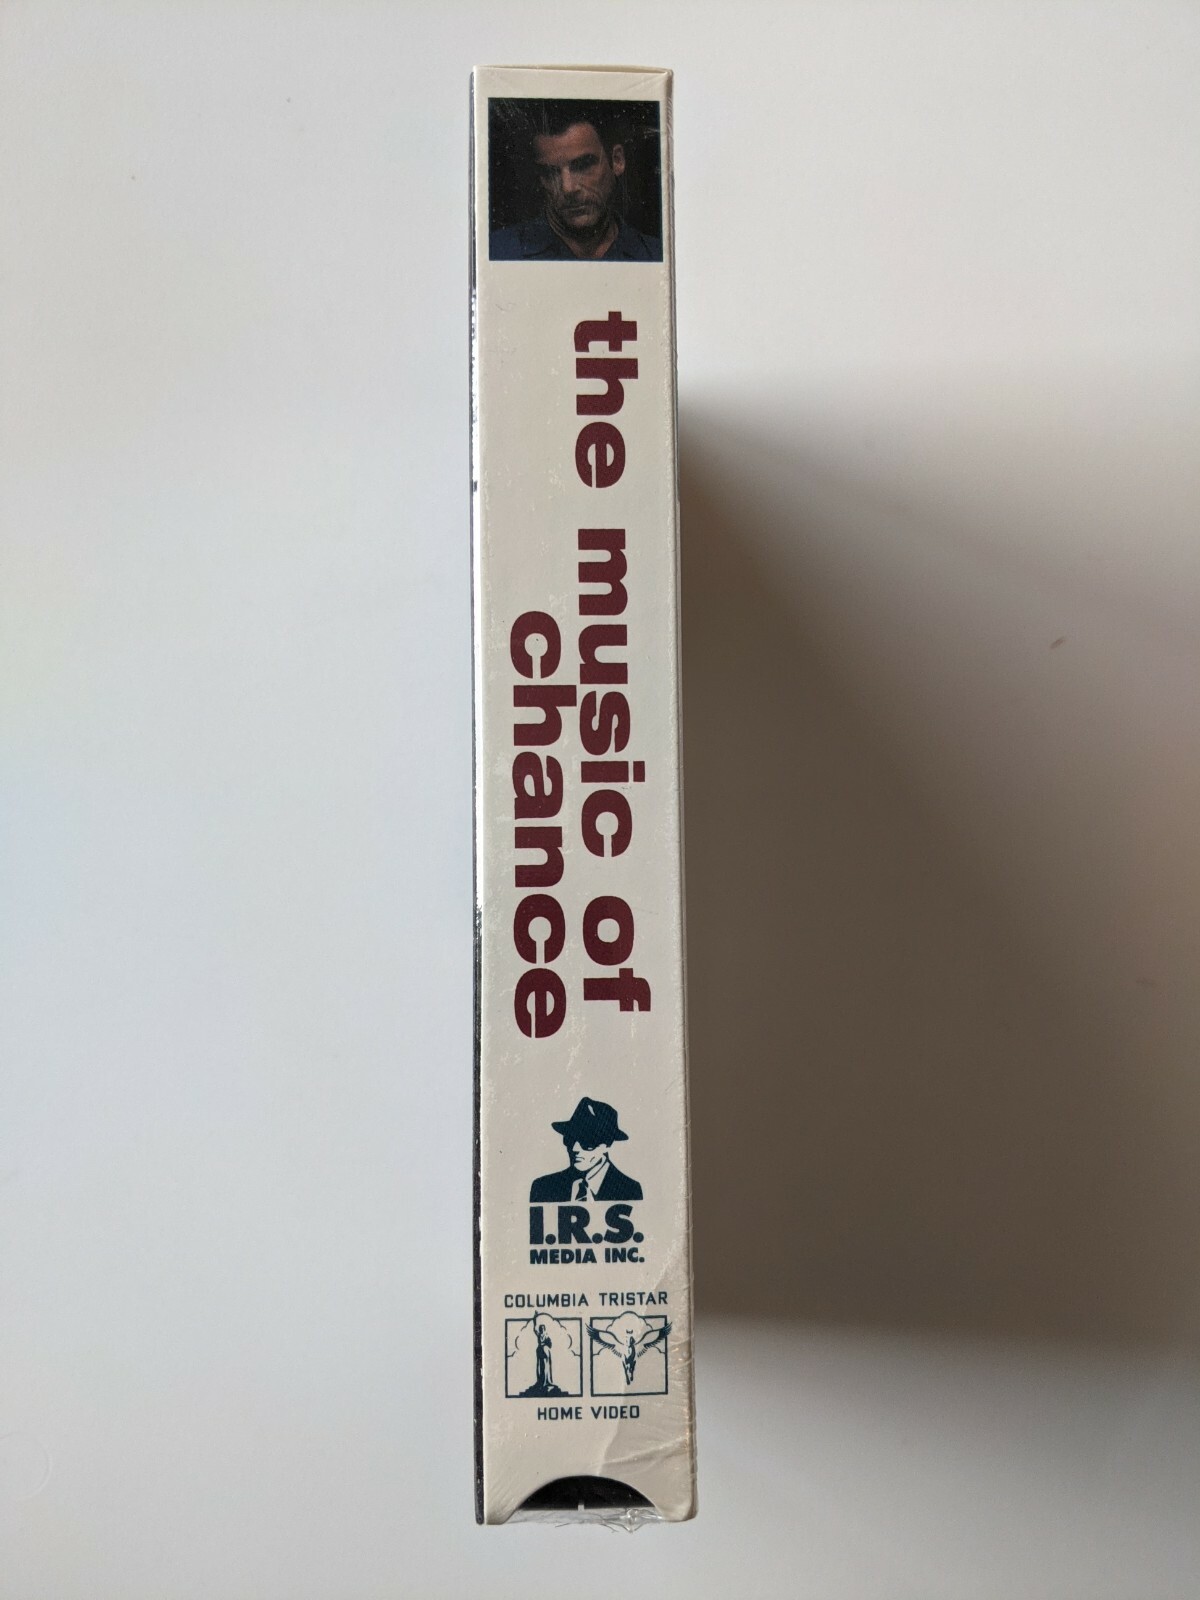 the music of
chance
I.R.S.
MEDIA INC.
COLUMBIA TRISTAR
HOME VIDEO